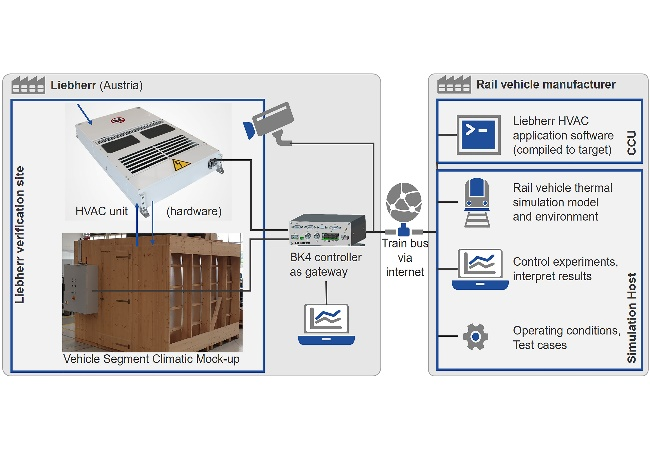 Liebherr (Austria)
Liebherr verification site
HVAC unit (hardware)
Vehicle Segment Climatic Mock-up
BK4 controller
as gateway
Train bus
via
internet
Rail vehicle manufacturer
Liebherr HVAC
application software
(compiled to target)
CCU
Rail vehicle thermal
simulation model
and environment
Control experiments,
interpret results
Operating conditions,
Test cases
Simulation Host